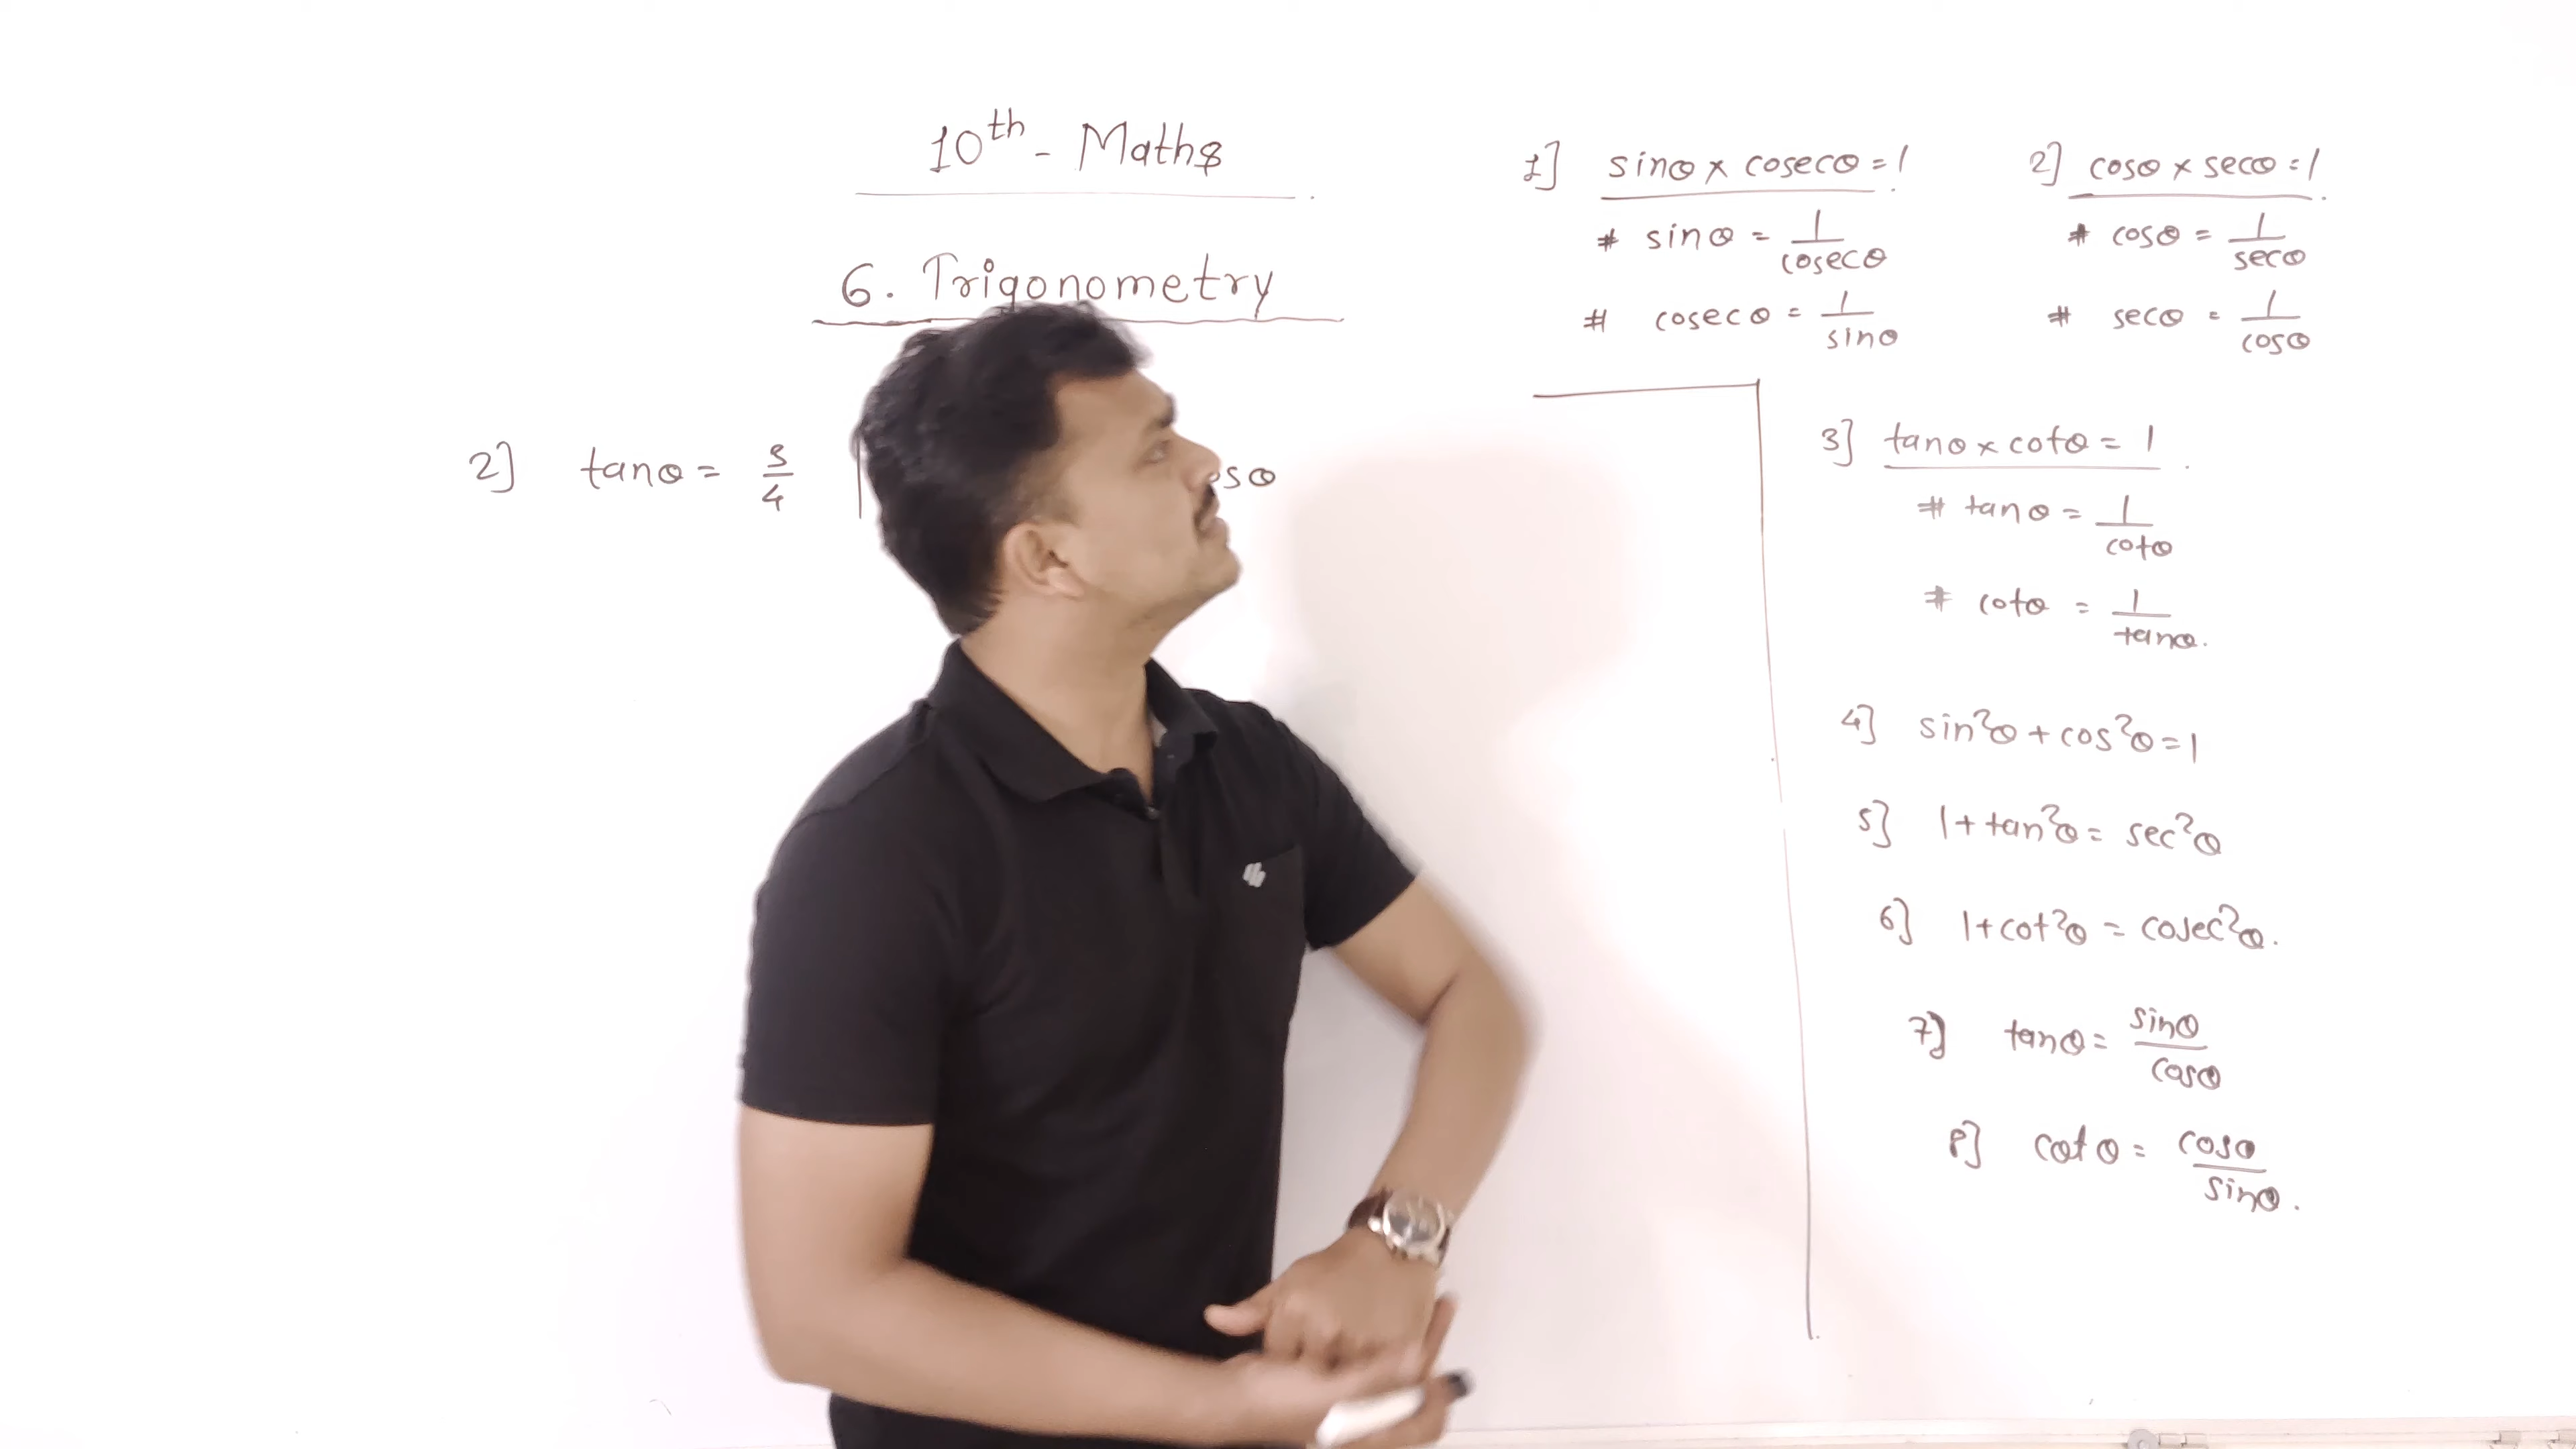 10th - Maths
6. Trigonometry
2] tanθ = 3/4
1] sinθ × cosecθ = 1
# sinθ = 1/cosecθ
# cosecθ = 1/sinθ
2] cosθ × secθ = 1
# cosθ = 1/secθ
# secθ = 1/cosθ
3] tanθ × cotθ = 1
# tanθ = 1/cotθ
# cotθ = 1/tanθ.
4] sin²θ + cos²θ = 1
5] 1 + tan²θ = sec²θ
6] 1 + cot²θ = cosec²θ.
7] tanθ = sinθ/cosθ
8] cotθ = cosθ/sinθ.